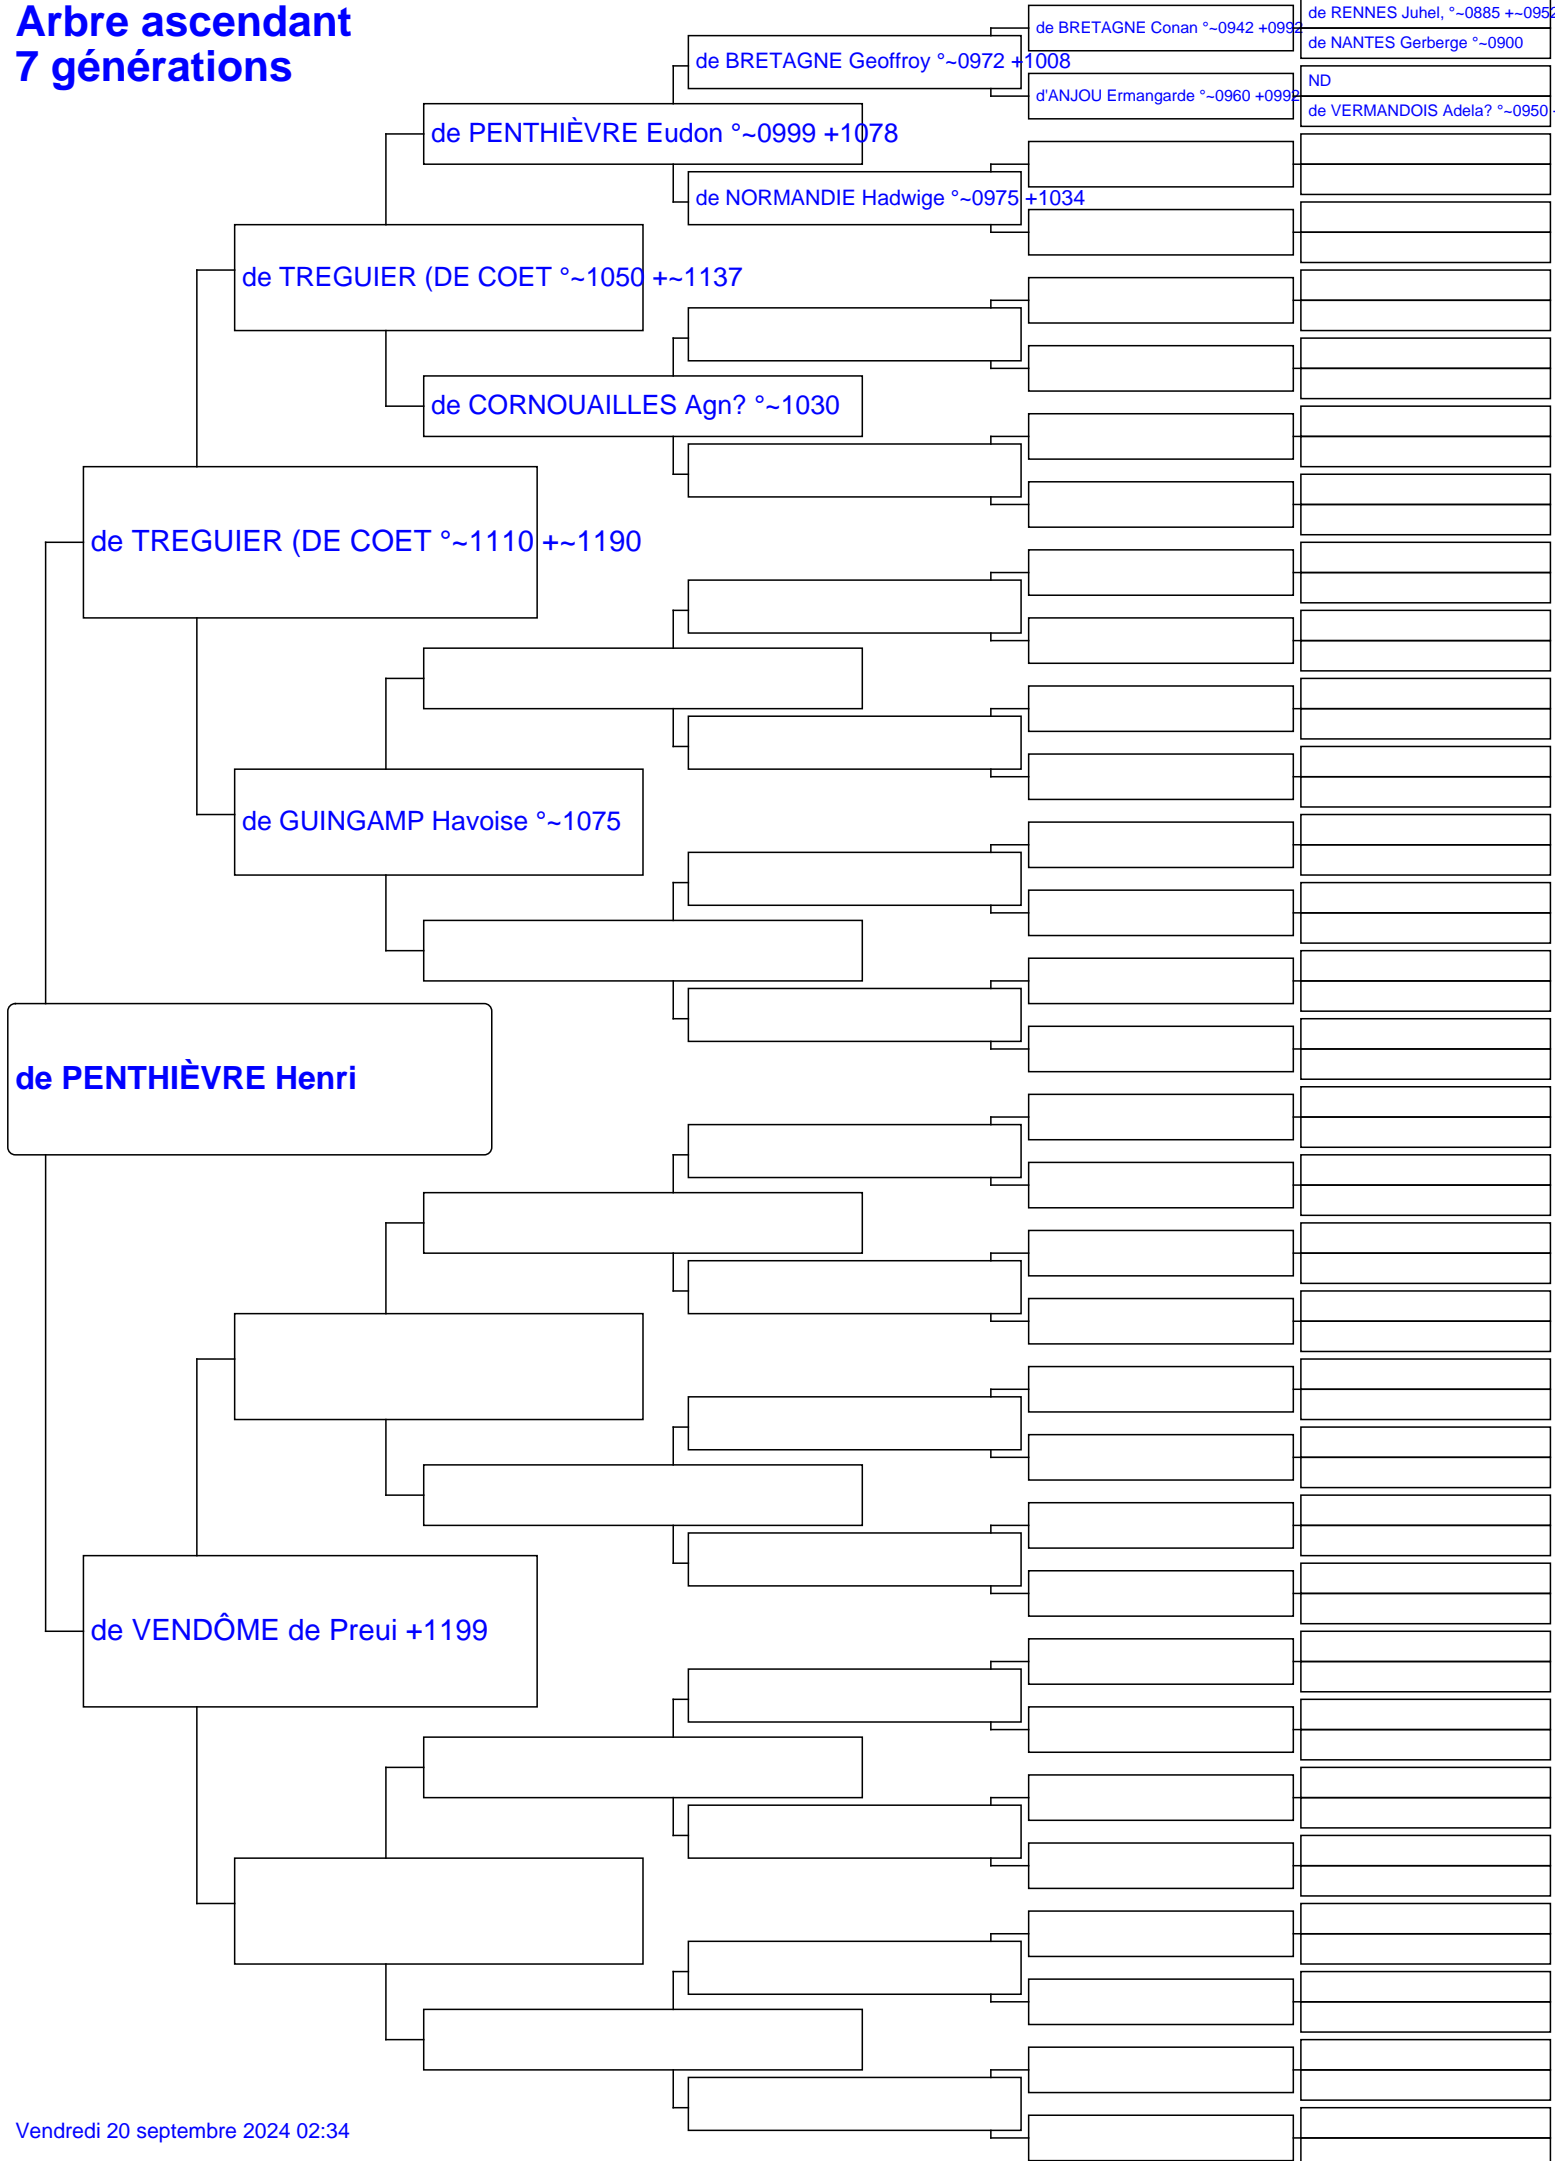 Arbre ascendant
7 générations
de RENNES Juhel, °~0885 +~0952
de BRETAGNE Conan °~0942 +0992
de NANTES Gerberge °~0900
de BRETAGNE Geoffroy °~0972 +1008
ND
d'ANJOU Ermangarde °~0960 +0992
de VERMANDOIS Adela? °~0950
de PENTHIÈVRE Eudon °~0999 +1078
de NORMANDIE Hadwige °~0975 +1034
de TREGUIER (DE COET °~1050 +~1137
de CORNOUAILLES Agn? °~1030
de TREGUIER (DE COET °~1110 +~1190
de GUINGAMP Havoise °~1075
de PENTHIÈVRE Henri
de VENDÔME de Preui +1199
Vendredi 20 septembre 2024 02:34